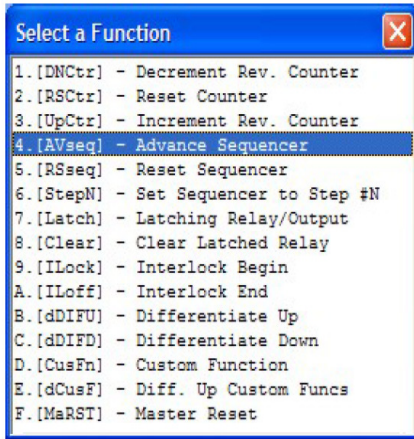 Select a Function
1.[DNCtr] - Decrement Rev. Counter
2.[RSCtr] - Reset Counter
3.[UpCtr] - Increment Rev. Counter
4.[AVseq] - Advance Sequencer
5.[RSseq] - Reset Sequencer
6.[StepN] - Set Sequencer to Step #N
7.[Latch] - Latching Relay/Output
8.[Clear] - Clear Latched Relay
9.[ILock] - Interlock Begin
A.[ILoff] - Interlock End
B.[dDIFU] - Differentiate Up
C.[dDIFD] - Differentiate Down
D.[CusFn] - Custom Function
E.[dCusF] - Diff. Up Custom Funcs
F.[MaRST] - Master Reset